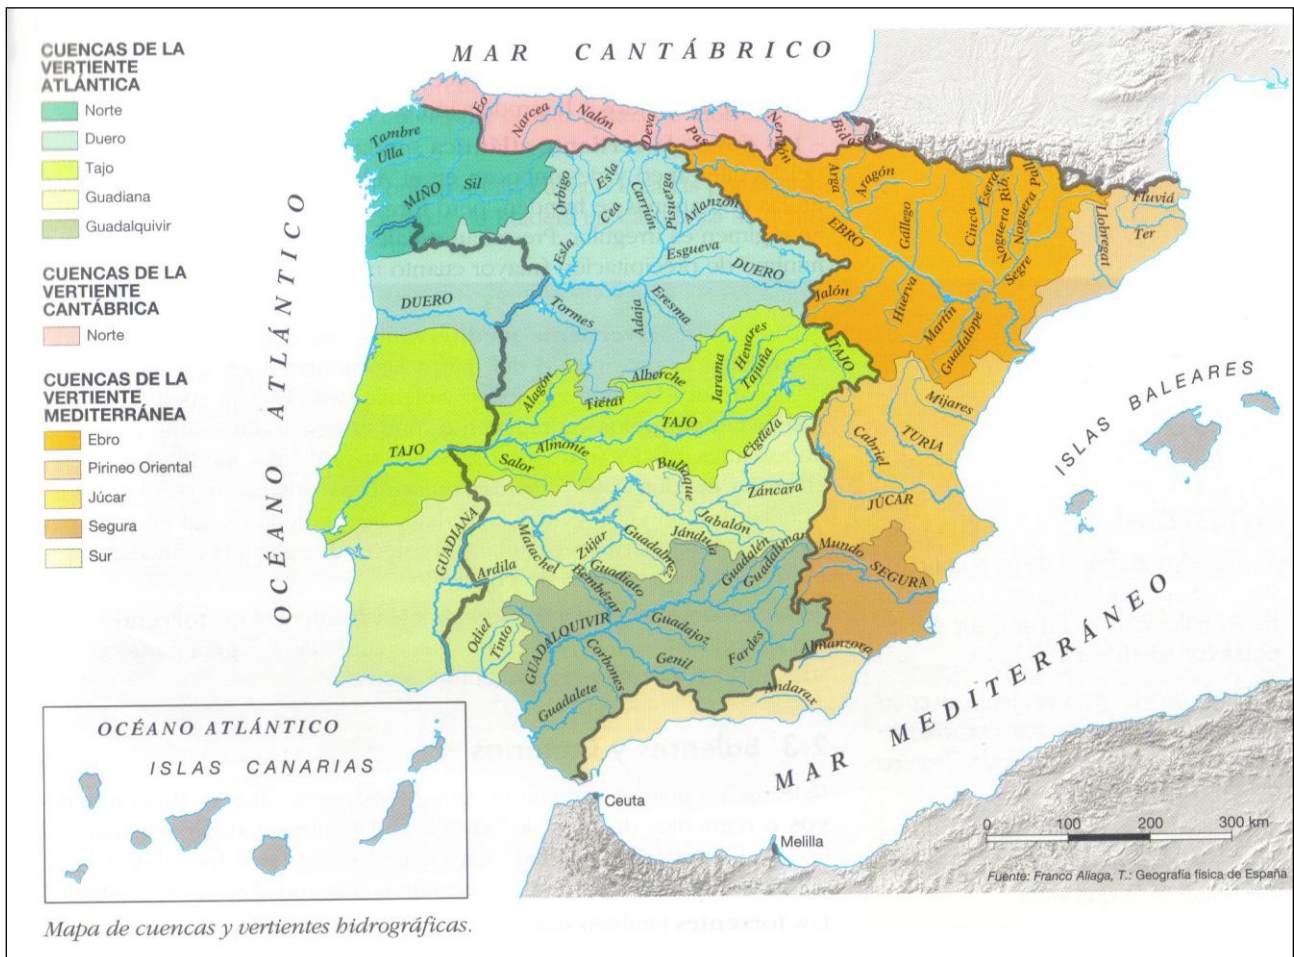 CUENCAS DE LA
VERTIENTE
ATLÁNTICA
Norte
Duero
Tajo
Guadiana
Guadalquivir
CUENCAS DE LA
VERTIENTE
CANTÁBRICA
Norte
CUENCAS DE LA
VERTIENTE
MEDITERRÁNEA
Ebro
Pirineo Oriental
Júcar
Segura
Sur
MAR CANTÁBRICO
OCÉANO ATLÁNTICO
Eo
Narcea
Nalón
Deva
Pas
Nervión
Bidasoa
Tambre
Ulla
MIÑO
Sil
Órbigo
Esla
Cea
Carrión
Pisuerga
Arlanzón
Esla
Esgueva
DUERO
DUERO
Tormes
Adaja
Eresma
Arga
Aragón
EBRO
Gállego
Cinca
Esera
Noguera Rib.
Noguera Pall.
Segre
Jalón
Huerva
Martín
Guadalope
Llobregat
Fluviá
Ter
Alagón
Tiétar
Alberche
Jarama
Henares
Tajuña
TAJO
TAJO
TAJO
Almonte
Salor
Cigüela
Záncara
Bullaque
Jabalón
GUADIANA
Ardila
Matachel
Zújar
Guadalmez
Jándula
Guadalén
Guadalimar
Guadiato
Bembézar
GUADALQUIVIR
Guadajoz
Odiel
Tinto
Corbones
Genil
Fardes
Guadalete
Mijares
TURIA
Cabriel
JÚCAR
Mundo
SEGURA
Almanzora
Andarax
ISLAS BALEARES
MAR MEDITERRÁNEO
Ceuta
Melilla
OCÉANO ATLÁNTICO
ISLAS CANARIAS
0 100 200 300 km
Fuente: Franco Aliaga, T.: Geografía física de España
Mapa de cuencas y vertientes hidrográficas.